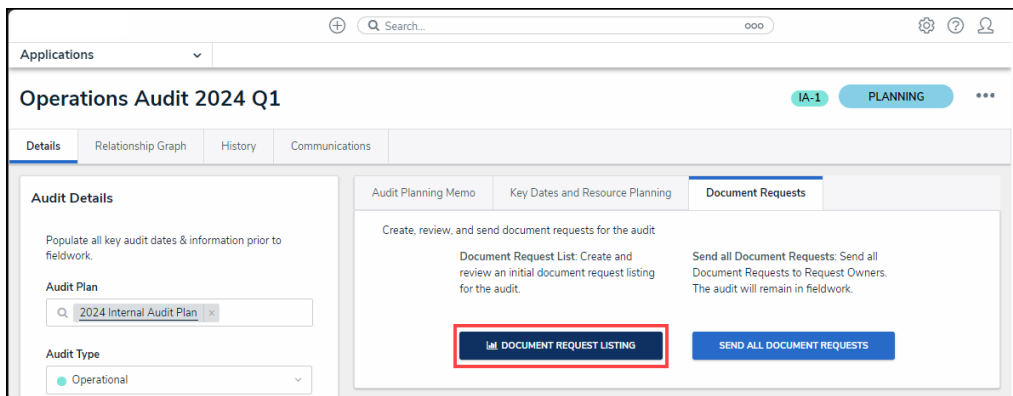 Search...
Applications
Operations Audit 2024 Q1
IA-1
PLANNING
Details
Relationship Graph
History
Communications
Audit Details
Populate all key audit dates & information prior to
fieldwork.
Audit Plan
2024 Internal Audit Plan ×
Audit Type
Operational
Audit Planning Memo
Key Dates and Resource Planning
Document Requests
Create, review, and send document requests for the audit
Document Request List: Create and
review an initial document request listing
for the audit.
Send all Document Requests: Send all
Document Requests to Request Owners.
The audit will remain in fieldwork.
DOCUMENT REQUEST LISTING
SEND ALL DOCUMENT REQUESTS